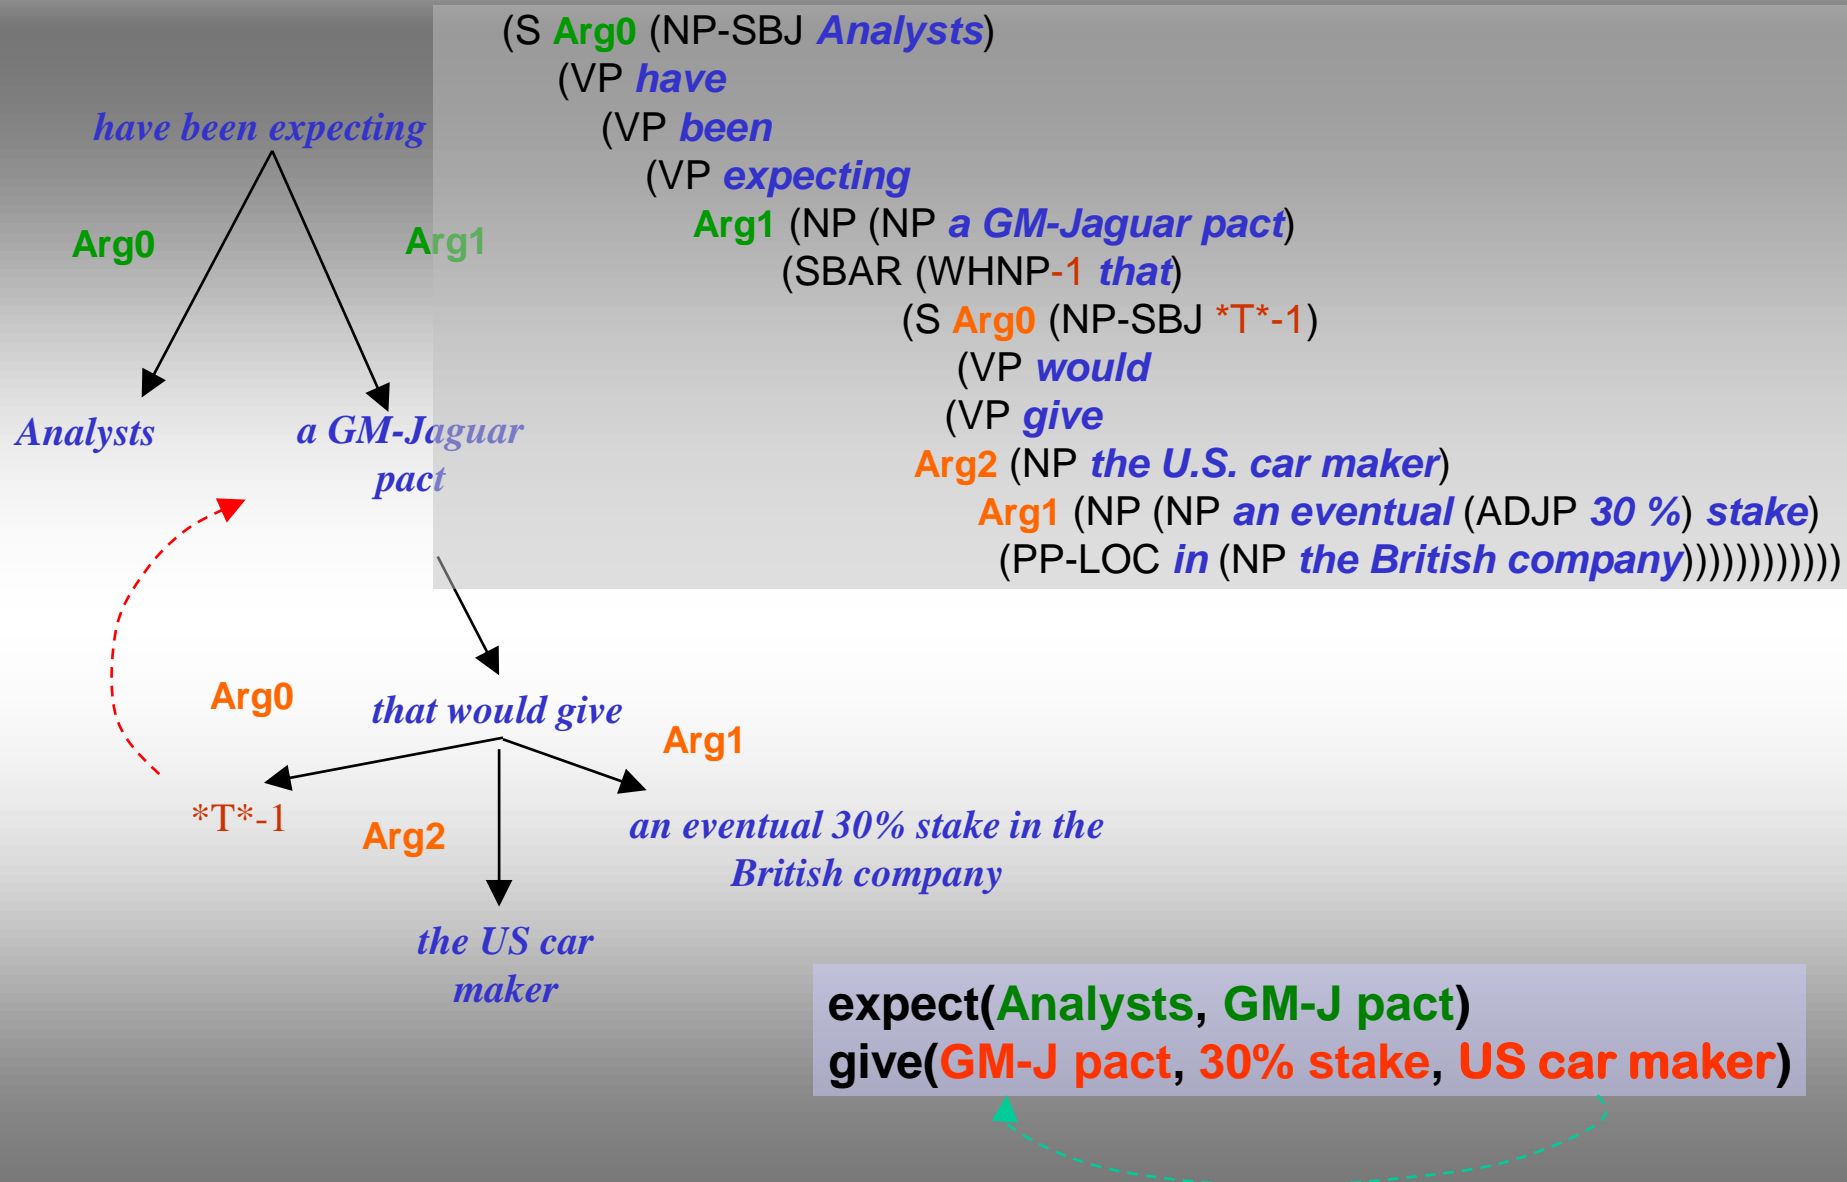 (S Arg0 (NP-SBJ Analysts)
(VP have
(VP been
(VP expecting
Arg1 (NP (NP a GM-Jaguar pact)
(SBAR (WHNP-1 that)
(S Arg0 (NP-SBJ *T*-1)
(VP would
(VP give
Arg2 (NP the U.S. car maker)
Arg1 (NP (NP an eventual (ADJP 30 %) stake)
(PP-LOC in (NP the British company))))))))))))
have been expecting
Arg0
Arg1
Analysts
a GM-Jaguar
pact
Arg0
that would give
Arg1
*T*-1
Arg2
an eventual 30% stake in the
British company
the US car
maker
expect(Analysts, GM-J pact)
give(GM-J pact, 30% stake, US car maker)